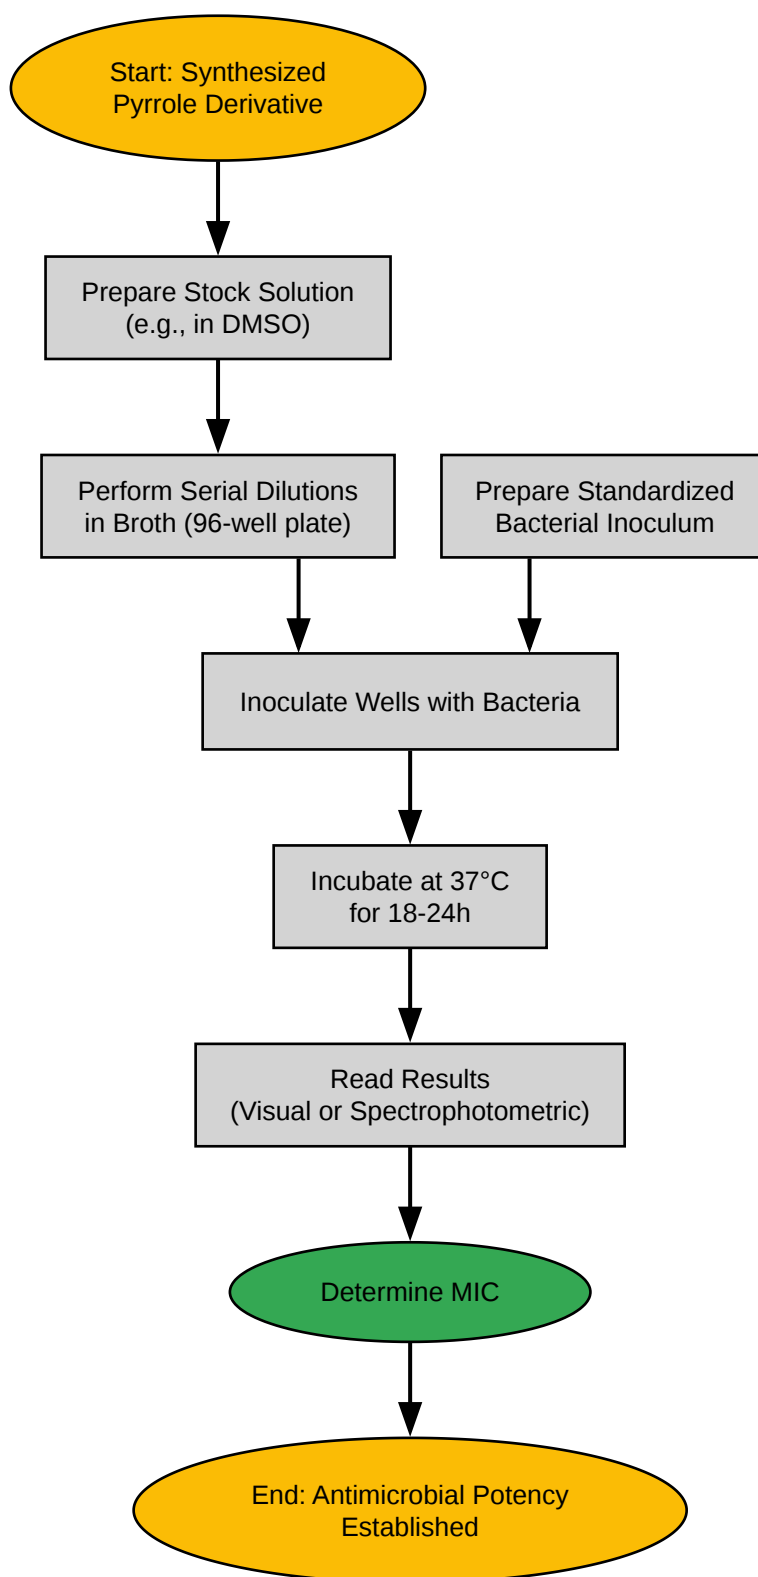 Start: Synthesized
Pyrrole Derivative
Prepare Stock Solution
(e.g., in DMSO)
Perform Serial Dilutions
in Broth (96-well plate)
Prepare Standardized
Bacterial Inoculum
Inoculate Wells with Bacteria
Incubate at 37°C
for 18-24h
Read Results
(Visual or Spectrophotometric)
Determine MIC
End: Antimicrobial Potency
Established